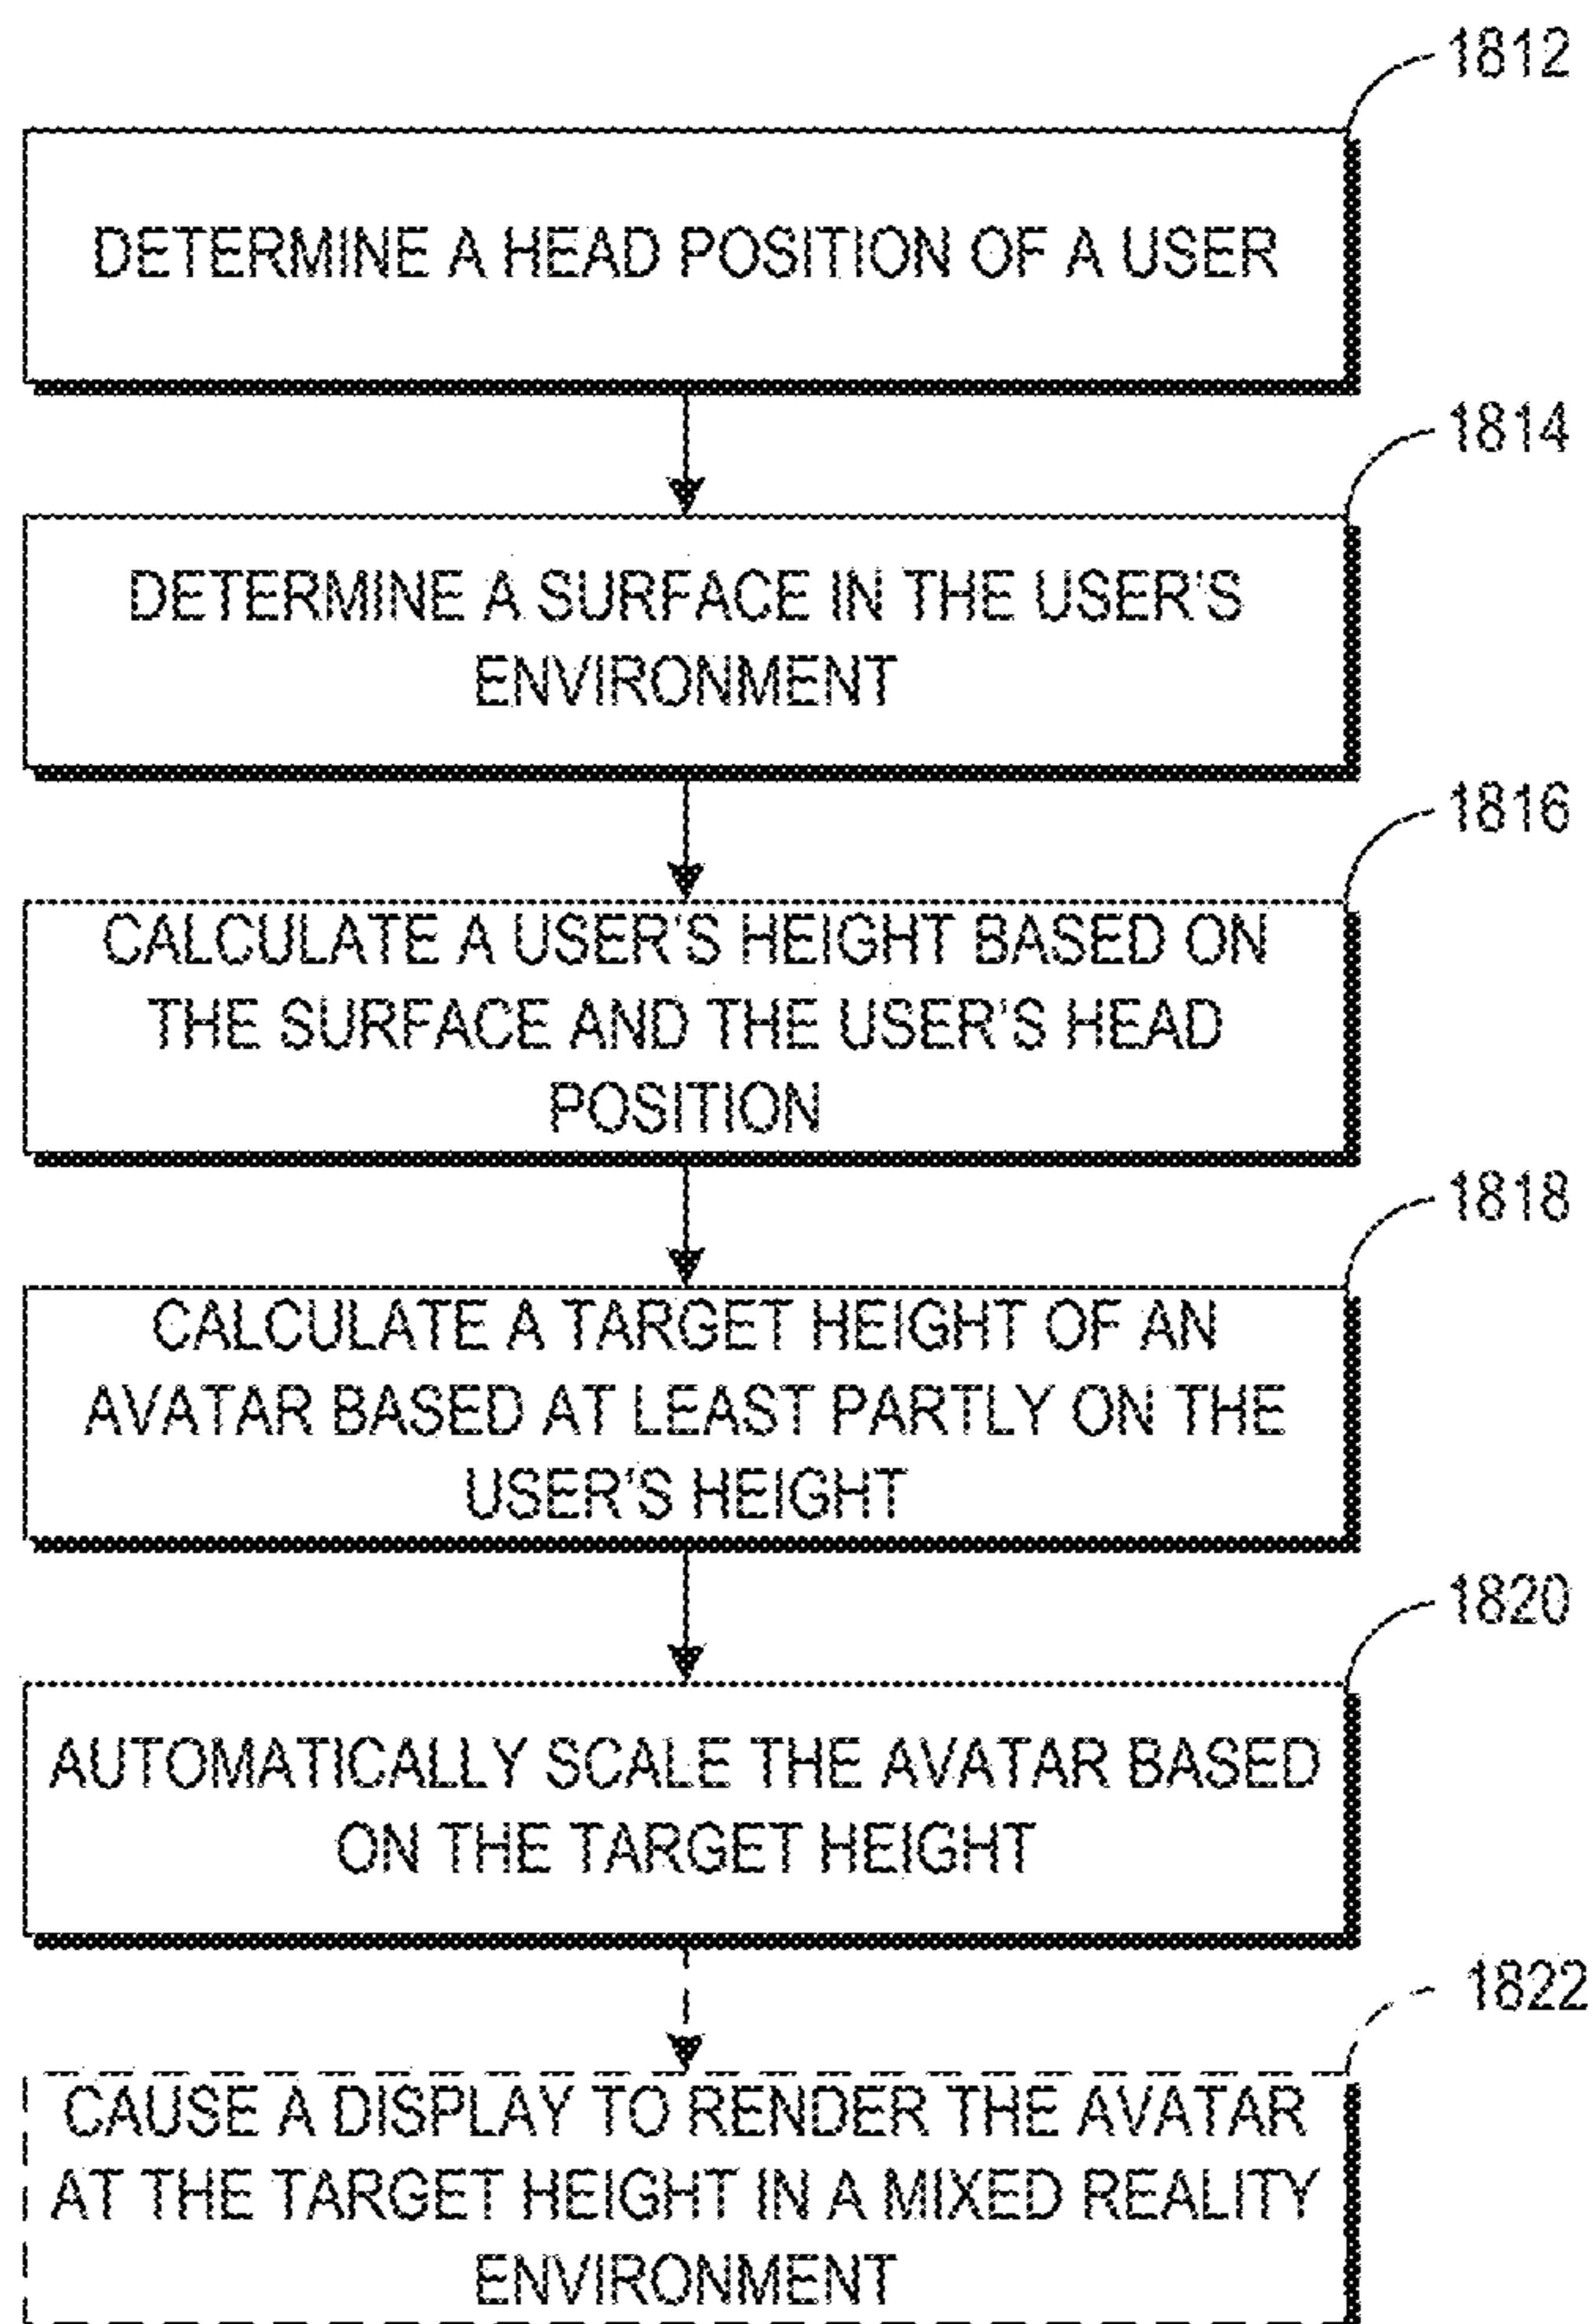 1812
DETERMINE A HEAD POSITION OF A USER
1814
DETERMINE A SURFACE IN THE USER'S
ENVIRONMENT
1816
CALCULATE A USER'S HEIGHT BASED ON
THE SURFACE AND THE USER'S HEAD
POSITION
1818
CALCULATE A TARGET HEIGHT OF AN
AVATAR BASED AT LEAST PARTLY ON THE
USER'S HEIGHT
1820
AUTOMATICALLY SCALE THE AVATAR BASED
ON THE TARGET HEIGHT
1822
CAUSE A DISPLAY TO RENDER THE AVATAR
AT THE TARGET HEIGHT IN A MIXED REALITY
ENVIRONMENT